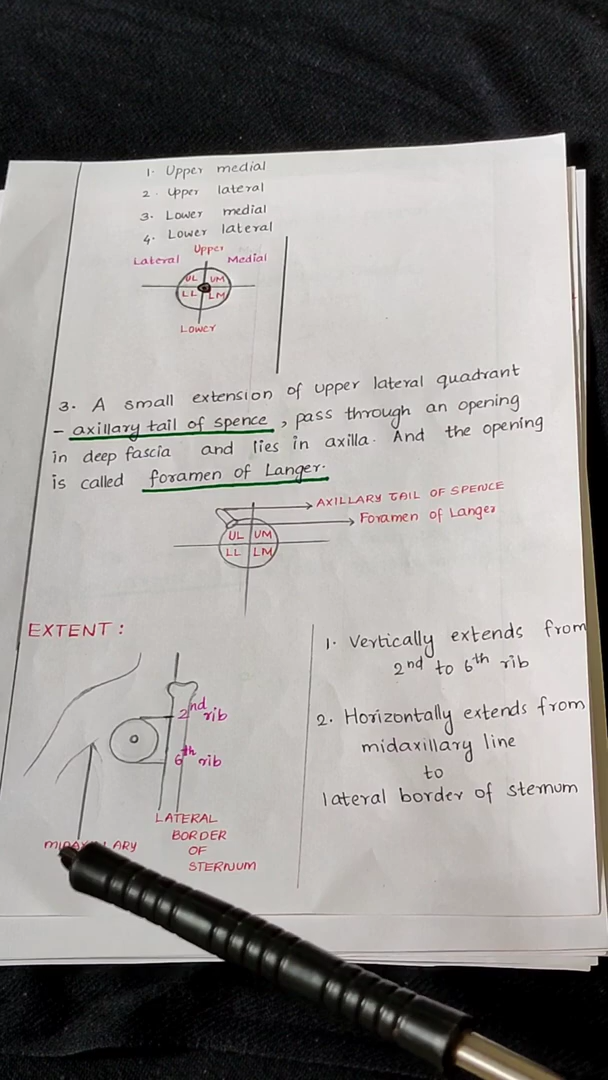 1. Upper medial
2. Upper lateral
3. Lower medial
4. Lower lateral
Upper
Lateral Medial
UL UM
LL LM
Lower
3. A small extension of upper lateral quadrant
- axillary tail of spence, pass through an opening
in deep fascia and lies in axilla. And the opening
is called foramen of Langer.
AXILLARY TAIL OF SPENCE
Foramen of Langer
UL UM
LL LM
EXTENT:
1. Vertically extends from
2nd to 6th rib
2. Horizontally extends from
midaxillary line
to
lateral border of sternum
2nd rib
6th rib
LATERAL
BORDER
OF
STERNUM